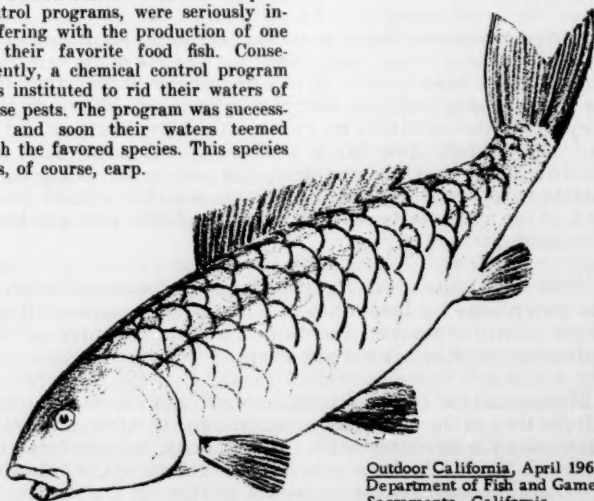 trol programs, were seriously in-
fering with the production of one
their favorite food fish. Conse-
ently, a chemical control program
s instituted to rid their waters of
se pests. The program was success-
and soon their waters teemed
h the favored species. This species
s, of course, carp.
Outdoor California, April 196
Department of Fish and Game
Sacramento, California